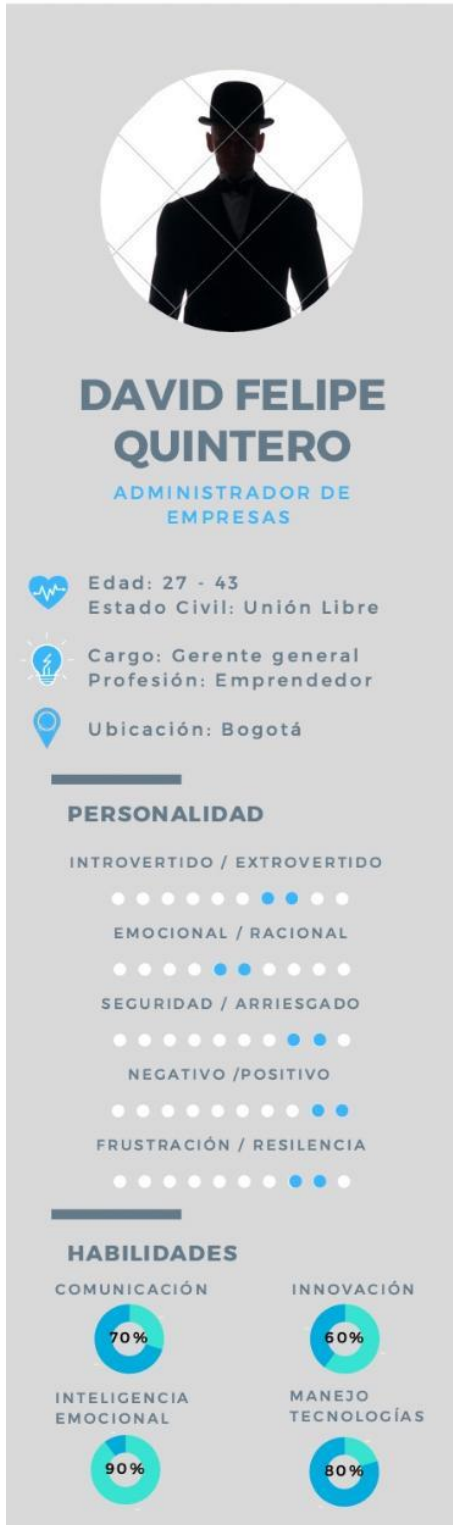 DAVID FELIPE
QUINTERO
ADMINISTRADOR DE
EMPRESAS
Edad: 27 - 43
Estado Civil: Unión Libre
Cargo: Gerente general
Profesión: Emprendedor
Ubicación: Bogotá
PERSONALIDAD
INTROVERTIDO / EXTROVERTIDO
EMOCIONAL / RACIONAL
SEGURIDAD / ARRIESGADO
NEGATIVO /POSITIVO
FRUSTRACIÓN / RESILENCIA
HABILIDADES
COMUNICACIÓN
70%
INNOVACIÓN
60%
INTELIGENCIA
EMOCIONAL
90%
MANEJO
TECNOLOGÍAS
80%